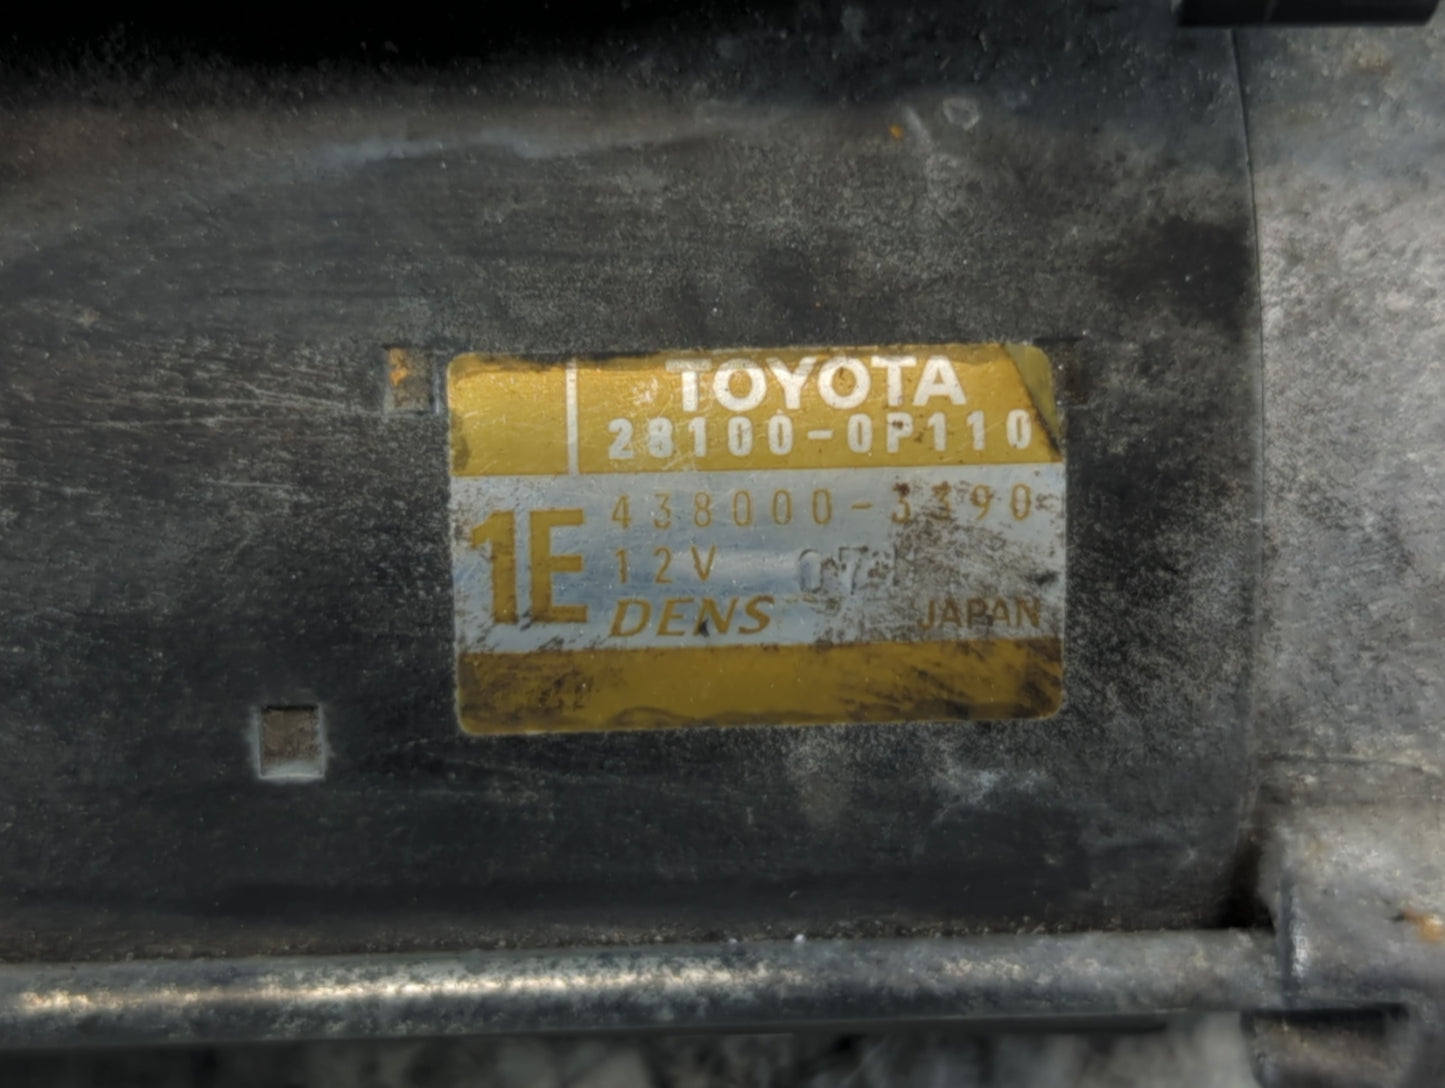 TOYOTA
28100-0P110
438000-3390
1E
12V
DENS
JAPAN